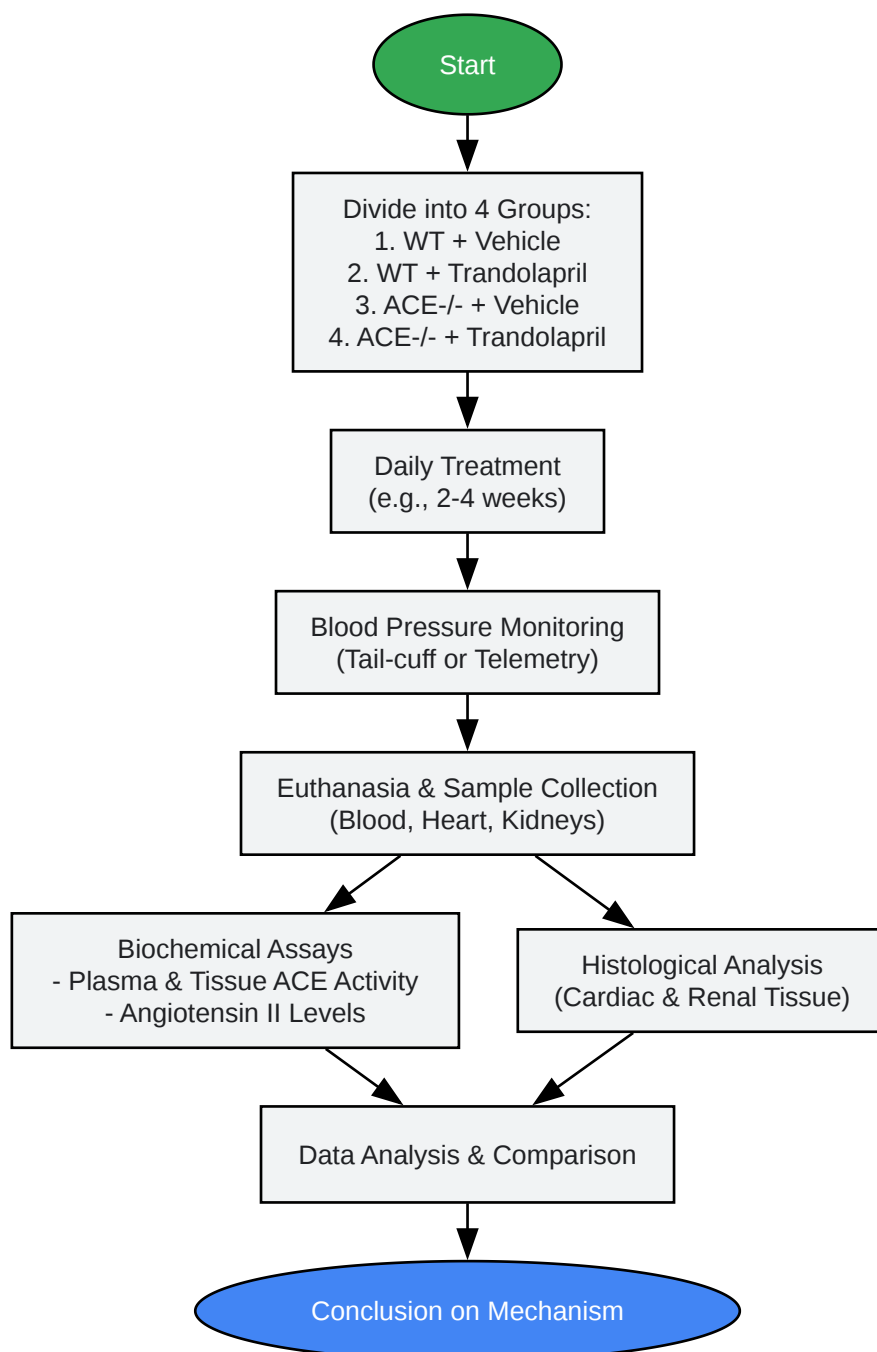 Start
Divide into 4 Groups:
1. WT + Vehicle
2. WT + Trandolapril
3. ACE-/- + Vehicle
4. ACE-/- + Trandolapril
Daily Treatment
(e.g., 2-4 weeks)
Blood Pressure Monitoring
(Tail-cuff or Telemetry)
Euthanasia & Sample Collection
(Blood, Heart, Kidneys)
Biochemical Assays
- Plasma & Tissue ACE Activity
- Angiotensin II Levels
Histological Analysis
(Cardiac & Renal Tissue)
Data Analysis & Comparison
Conclusion on Mechanism